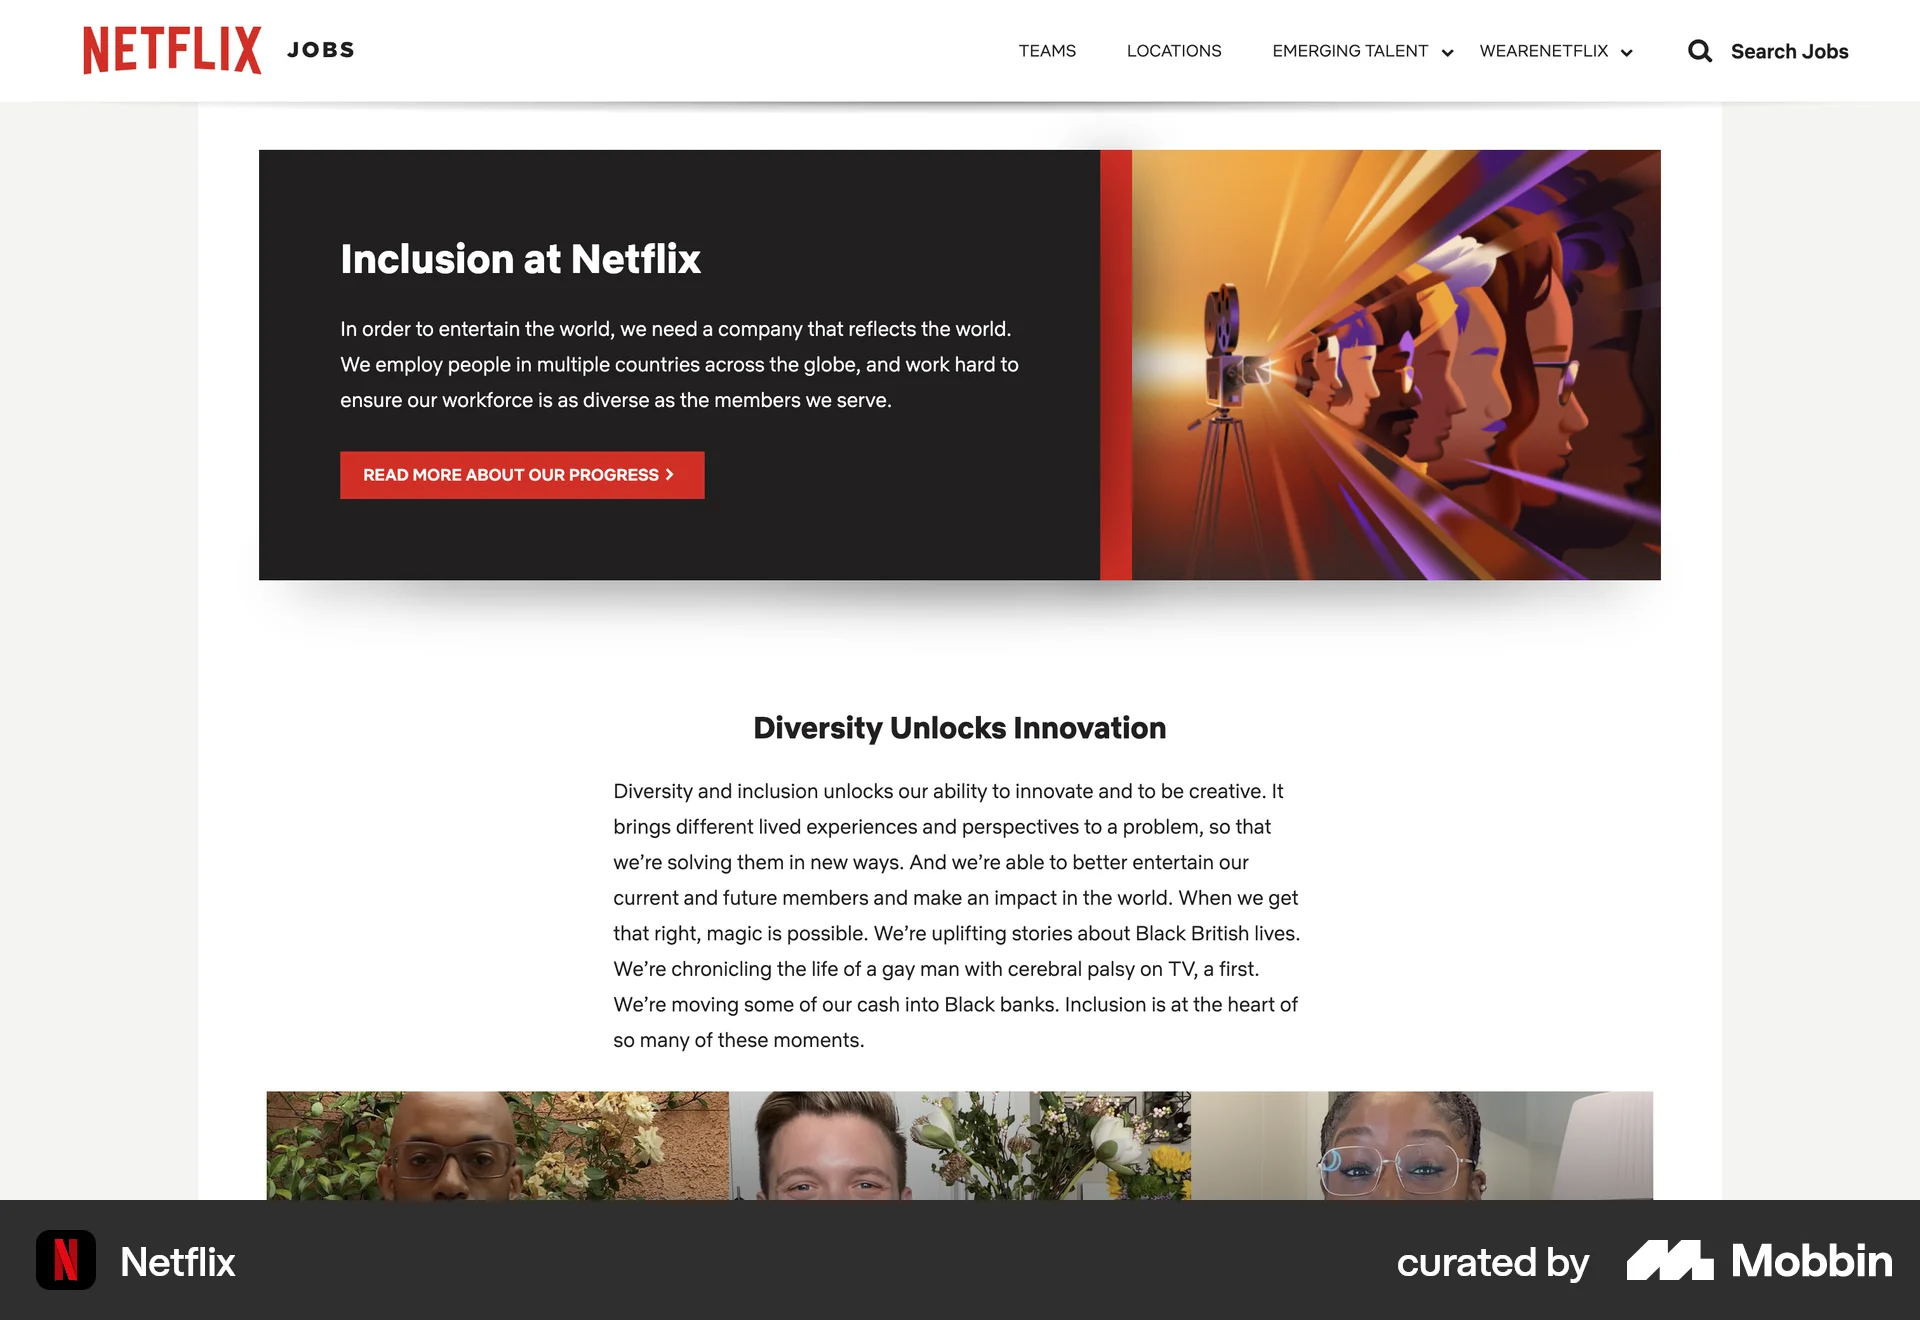 NETFLIX JOBS
TEAMS
LOCATIONS
EMERGING TALENT
WEARENETFLIX
Search Jobs
Inclusion at Netflix
In order to entertain the world, we need a company that reflects the world.
We employ people in multiple countries across the globe, and work hard to
ensure our workforce is as diverse as the members we serve.
READ MORE ABOUT OUR PROGRESS
Diversity Unlocks Innovation
Diversity and inclusion unlocks our ability to innovate and to be creative. It
brings different lived experiences and perspectives to a problem, so that
we’re solving them in new ways. And we’re able to better entertain our
current and future members and make an impact in the world. When we get
that right, magic is possible. We’re uplifting stories about Black British lives.
We’re chronicling the life of a gay man with cerebral palsy on TV, a first.
We’re moving some of our cash into Black banks. Inclusion is at the heart of
so many of these moments.
N
Netflix
curated by
Mobbin